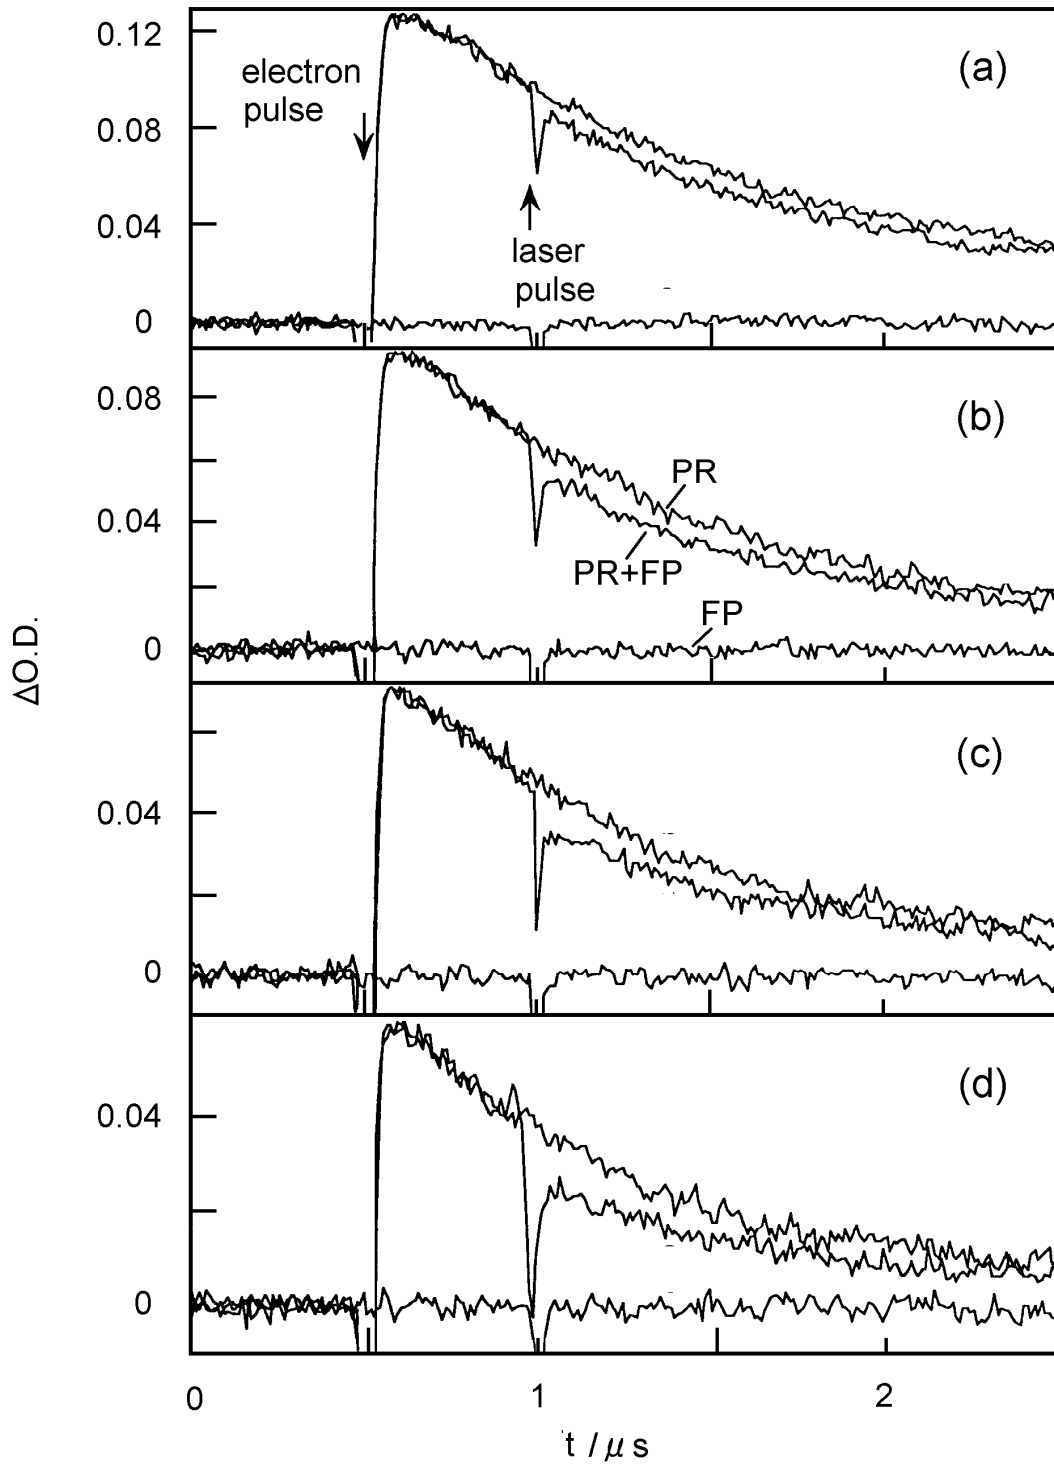 0.12
(a)
electron
pulse
0.08
0.04
laser
pulse
0
0.08
(b)
PR
0.04
PR+FP
FP
0
ΔO.D.
(c)
0.04
0
(d)
0.04
0
0 1 2
t / μ s